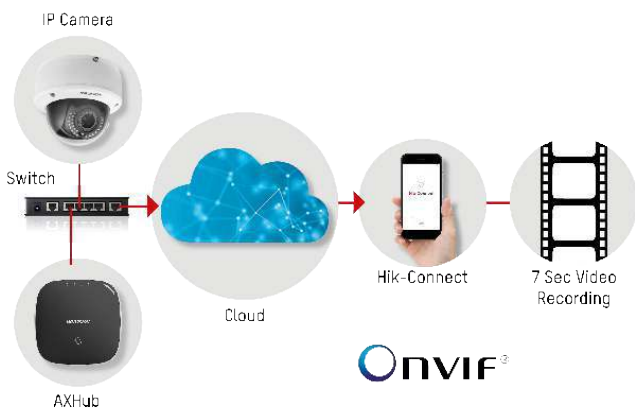 IP Camera
Switch
AXHub
Cloud
Hik-Connect
7 Sec Video
Recording
ONVIF®